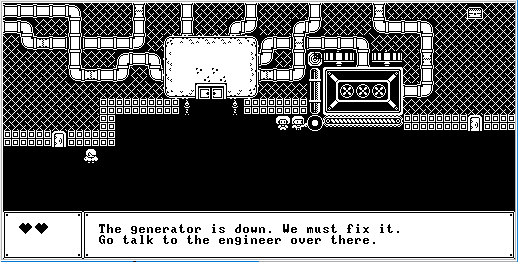 The generator is down. We must fix it.
Go talk to the engineer over there.